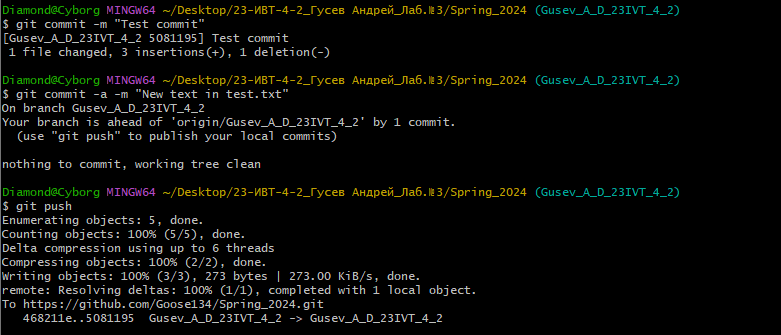 Diamond@Cyborg MINGW64 ~/Desktop/23-ИВТ-4-2_Гусев Андрей_Лаб.№3/Spring_2024 (Gusev_A_D_23IVT_4_2)
$ git commit -m "Test commit"
[Gusev_A_D_23IVT_4_2 5081195] Test commit
 1 file changed, 3 insertions(+), 1 deletion(-)

Diamond@Cyborg MINGW64 ~/Desktop/23-ИВТ-4-2_Гусев Андрей_Лаб.№3/Spring_2024 (Gusev_A_D_23IVT_4_2)
$ git commit -a -m "New text in test.txt"
On branch Gusev_A_D_23IVT_4_2
Your branch is ahead of 'origin/Gusev_A_D_23IVT_4_2' by 1 commit.
  (use "git push" to publish your local commits)

nothing to commit, working tree clean

Diamond@Cyborg MINGW64 ~/Desktop/23-ИВТ-4-2_Гусев Андрей_Лаб.№3/Spring_2024 (Gusev_A_D_23IVT_4_2)
$ git push
Enumerating objects: 5, done.
Counting objects: 100% (5/5), done.
Delta compression using up to 6 threads
Compressing objects: 100% (2/2), done.
Writing objects: 100% (3/3), 273 bytes | 273.00 KiB/s, done.
remote: Resolving deltas: 100% (1/1), completed with 1 local object.
To https://github.com/Goose134/Spring_2024.git
   468211e..5081195  Gusev_A_D_23IVT_4_2 -> Gusev_A_D_23IVT_4_2